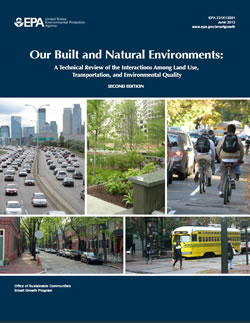 EPA
United States
Environmental Protection
Agency
EPA 231K13001
June 2013
www.epa.gov/smartgrowth
Our Built and Natural Environments:
A Technical Review of the Interactions Among Land Use,
Transportation, and Environmental Quality
SECOND EDITION
Office of Sustainable Communities
Smart Growth Program
EPA